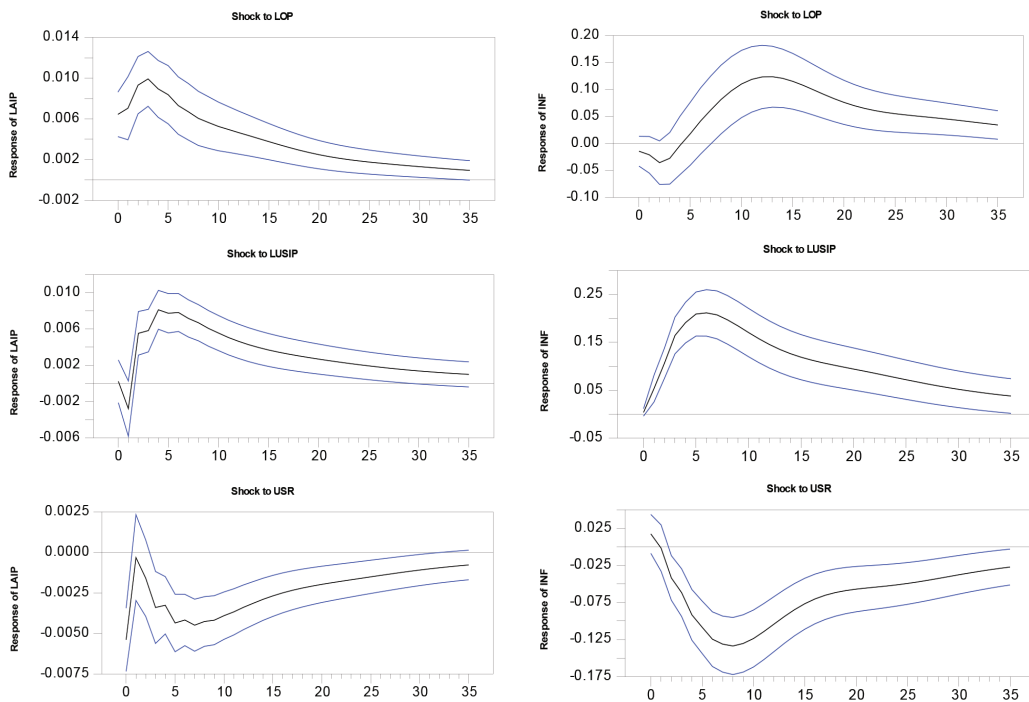 Shock to LOP
Response of LAIP
0.014
0.010
0.006
0.002
-0.002
0 5 10 15 20 25 30 35
Shock to LOP
Response of INF
0.20
0.15
0.10
0.05
0.00
-0.05
-0.10
0 5 10 15 20 25 30 35
Shock to LUSIP
Response of LAIP
0.010
0.006
0.002
-0.002
-0.006
0 5 10 15 20 25 30 35
Shock to LUSIP
Response of INF
0.25
0.15
0.05
-0.05
0 5 10 15 20 25 30 35
Shock to USR
Response of LAIP
0.0025
0.0000
-0.0025
-0.0050
-0.0075
0 5 10 15 20 25 30 35
Shock to USR
Response of INF
0.025
-0.025
-0.075
-0.125
-0.175
0 5 10 15 20 25 30 35